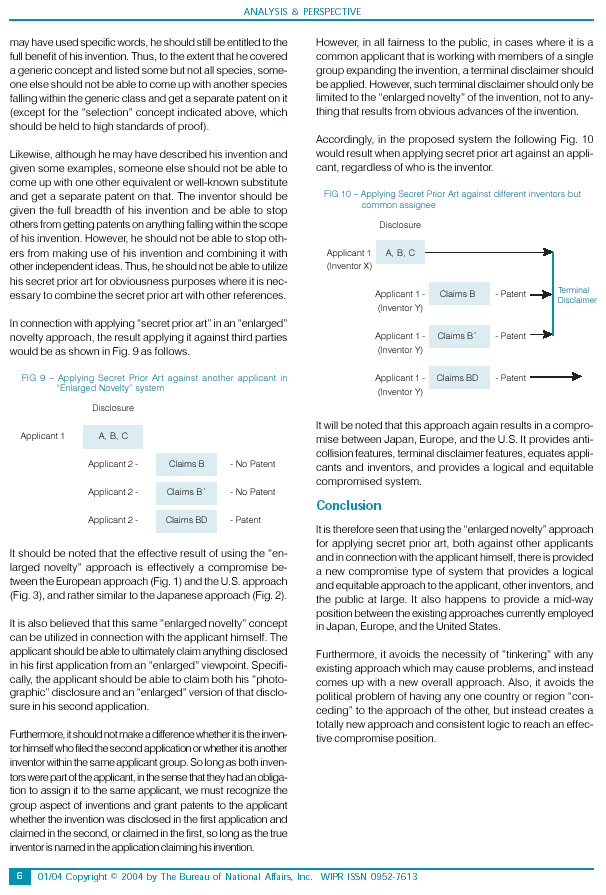 ANALYSIS & PERSPECTIVE
may have used specific words, he should still be entitled to the
full benefit of his invention. Thus, to the extent that he covered
a generic concept and listed some but not all species, some-
one else should not be able to come up with another species
falling within the generic class and get a separate patent on it
(except for the “selection” concept indicated above, which
should be held to high standards of proof).
Likewise, although he may have described his invention and
given some examples, someone else should not be able to
come up with one other equivalent or well-known substitute
and get a separate patent on that. The inventor should be
given the full breadth of his invention and be able to stop
others from getting patents on anything falling within the scope
of his invention. However, he should not be able to stop oth-
ers from making use of his invention and combining it with
other independent ideas. Thus, he should not be able to utilize
his secret prior art for obviousness purposes where it is nec-
essary to combine the secret prior art with other references.
In connection with applying “secret prior art” in an “enlarged”
novelty approach, the result applying it against third parties
would be as shown in Fig. 9 as follows.
FIG 9 – Applying Secret Prior Art against another applicant in
“Enlarged Novelty” system
Disclosure
Applicant 1 A, B, C
Applicant 2 - Claims B - No Patent
Applicant 2 - Claims B´ - No Patent
Applicant 2 - Claims BD - Patent
It should be noted that the effective result of using the “en-
larged novelty” approach is effectively a compromise be-
tween the European approach (Fig. 1) and the U.S. approach
(Fig. 3), and rather similar to the Japanese approach (Fig. 2).
It is also believed that this same “enlarged novelty” concept
can be utilized in connection with the applicant himself. The
applicant should be able to ultimately claim anything disclosed
in his first application from an “enlarged” viewpoint. Specifi-
cally, the applicant should be able to claim both his “photo-
graphic” disclosure and an “enlarged” version of that disclo-
sure in his second application.
Furthermore, it should not make a difference whether it is the inven-
tor himself who filed the second application or whether it is another
inventor within the same applicant group. So long as both inven-
tors were part of the applicant, in the sense that they had an obliga-
tion to assign it to the same applicant, we must recognize the
group aspect of inventions and grant patents to the applicant
whether the invention was disclosed in the first application and
claimed in the second, or claimed in the first, so long as the true
inventor is named in the application claiming his invention.
However, in all fairness to the public, in cases where it is a
common applicant that is working with members of a single
group expanding the invention, a terminal disclaimer should
be applied. However, such terminal disclaimer should only be
limited to the “enlarged novelty” of the invention, not to any-
thing that results from obvious advances of the invention.
Accordingly, in the proposed system the following Fig. 10
would result when applying secret prior art against an appli-
cant, regardless of who is the inventor.
FIG 10 – Applying Secret Prior Art against different inventors but
common assignee
Disclosure
Applicant 1 A, B, C
(Inventor X)
Applicant 1 - Claims B - Patent
(Inventor Y)
Terminal
Disclaimer
Applicant 1 - Claims B´ - Patent
(Inventor Y)
Applicant 1 - Claims BD - Patent
(Inventor Y)
It will be noted that this approach again results in a compro-
mise between Japan, Europe, and the U.S. It provides anti-
collision features, terminal disclaimer features, equates appli-
cants and inventors, and provides a logical and equitable
compromised system.
Conclusion
It is therefore seen that using the “enlarged novelty” approach
for applying secret prior art, both against other applicants
and in connection with the applicant himself, there is provided
a new compromise type of system that provides a logical
and equitable approach to the applicant, other inventors, and
the public at large. It also happens to provide a mid-way
position between the existing approaches currently employed
in Japan, Europe, and the United States.
Furthermore, it avoids the necessity of “tinkering” with any
existing approach which may cause problems, and instead
comes up with a new overall approach. Also, it avoids the
political problem of having any one country or region “con-
ceding” to the approach of the other, but instead creates a
totally new approach and consistent logic to reach an effec-
tive compromise position.
6 01/04 Copyright © 2004 by The Bureau of National Affairs, Inc. WIPR ISSN 0952-7613